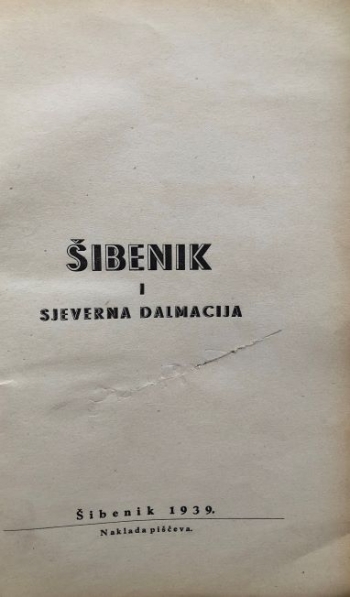 ŠIBENIK
I
SJEVERNA DALMACIJA
Šibenik 1939.
Naklada piščeva.